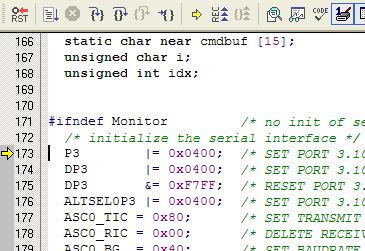 RST
CODE
166 static char near cmdbuf [15];
167 unsigned char i;
168 unsigned int idx;
169
170
171 #ifndef Monitor /* no init of se
172 /* initialize the serial interface */
173 P3 |= 0x0400; /* SET PORT 3.10
174 DP3 |= 0x0400; /* SET PORT 3.10
175 DP3 &= 0xF7FF; /* RESET PORT 3.
176 ALTSEL0P3 |= 0x0400; /* SET PORT 3.10
177 ASC0_TIC = 0x80; /* SET TRANSMIT
178 ASC0_RIC = 0x00; /* DELETE RECEIV
179 ASC0_BG = 0x40; /* SET BAUDRATE